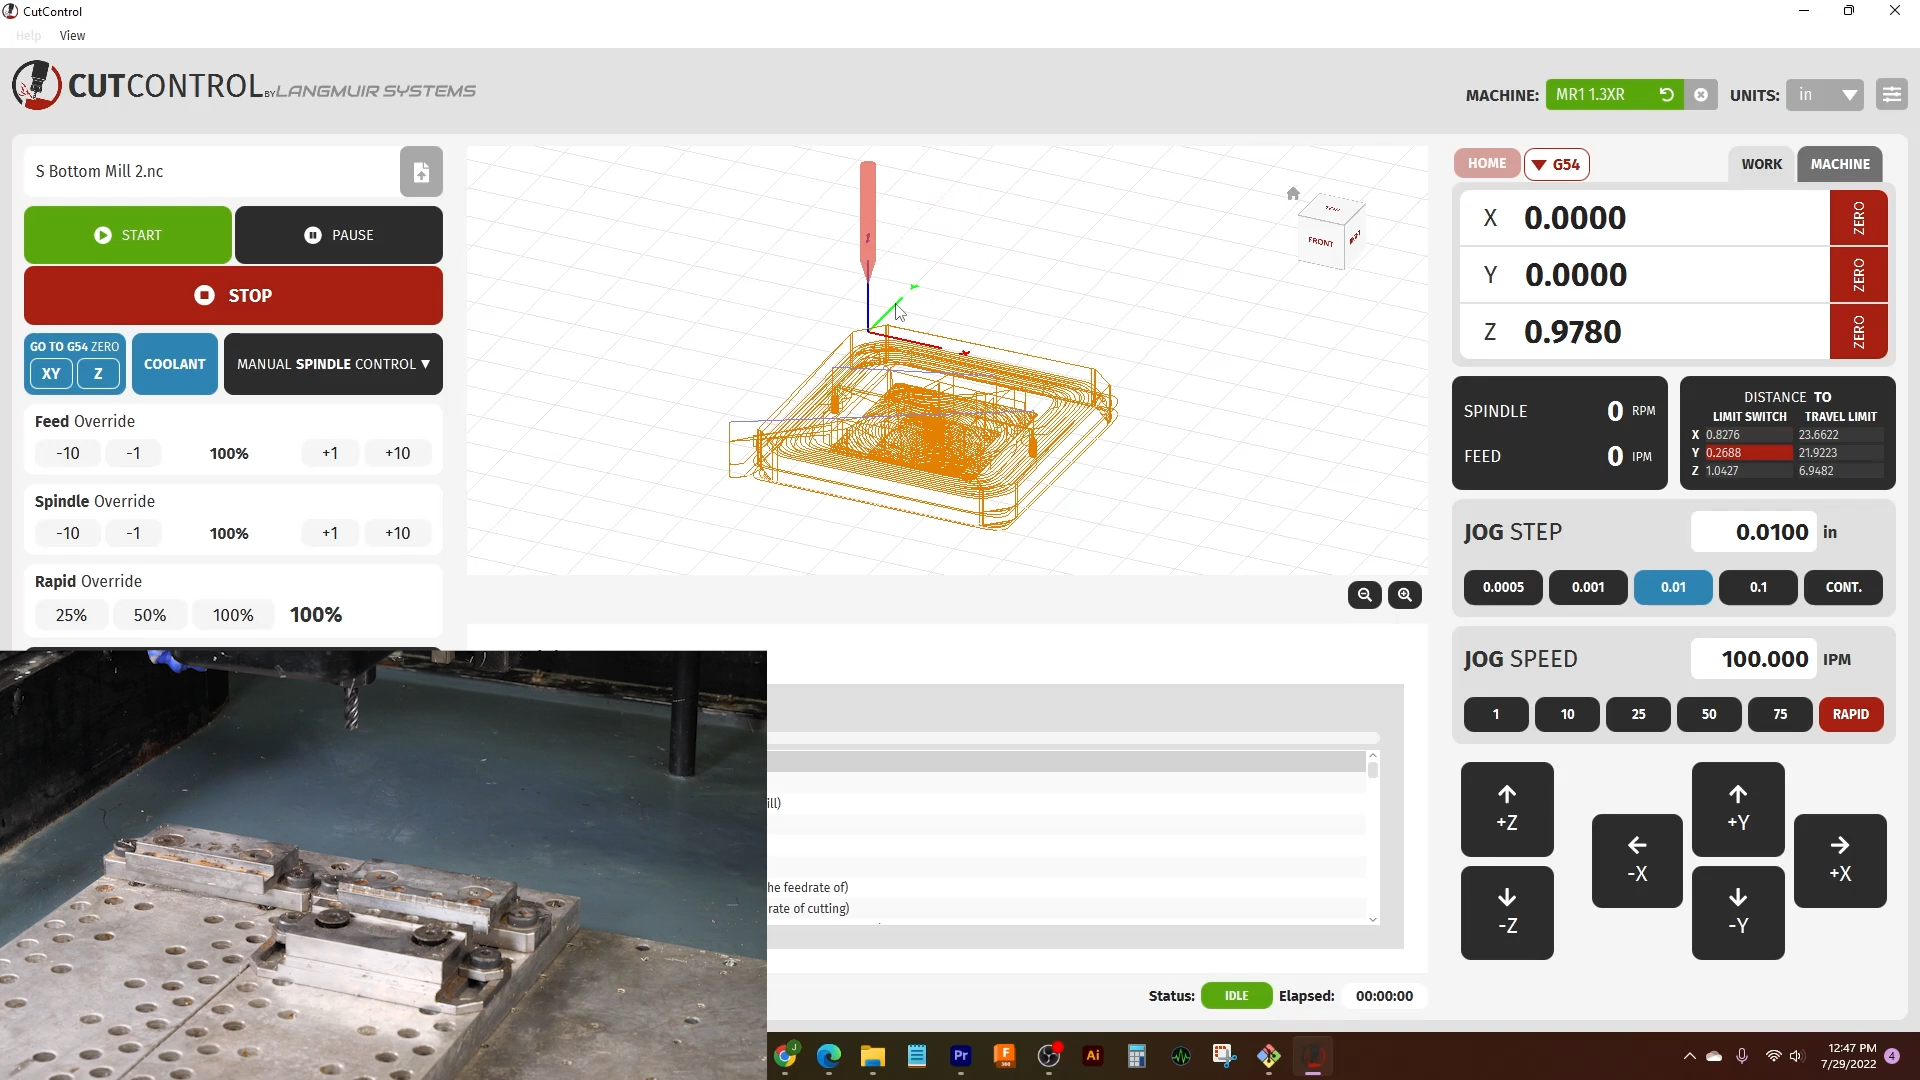 CutControl
Help View
CUTCONTROL BY LANGMUIR SYSTEMS
MACHINE: MR1 1.3XR UNITS: in
S Bottom Mill 2.nc
START PAUSE
STOP
GO TO G54 ZERO
XY Z
COOLANT
MANUAL SPINDLE CONTROL ▼
Feed Override
-10 -1 100% +1 +10
Spindle Override
-10 -1 100% +1 +10
Rapid Override
25% 50% 100% 100%
FRONT
ill)
he feedrate of)
rate of cutting)
Status: IDLE Elapsed: 00:00:00
HOME G54 WORK MACHINE
X 0.0000 ZERO
Y 0.0000 ZERO
Z 0.9780 ZERO
SPINDLE 0 RPM
FEED 0 IPM
DISTANCE TO
LIMIT SWITCH TRAVEL LIMIT
X 0.8276 23.6622
Y 0.2688 21.9223
Z 1.0427 6.9482
JOG STEP 0.0100 in
0.0005 0.001 0.01 0.1 CONT.
JOG SPEED 100.000 IPM
1 10 25 50 75 RAPID
+Z +Y
-X +X
-Z -Y
Pr F Ai
12:47 PM
7/29/2022 4